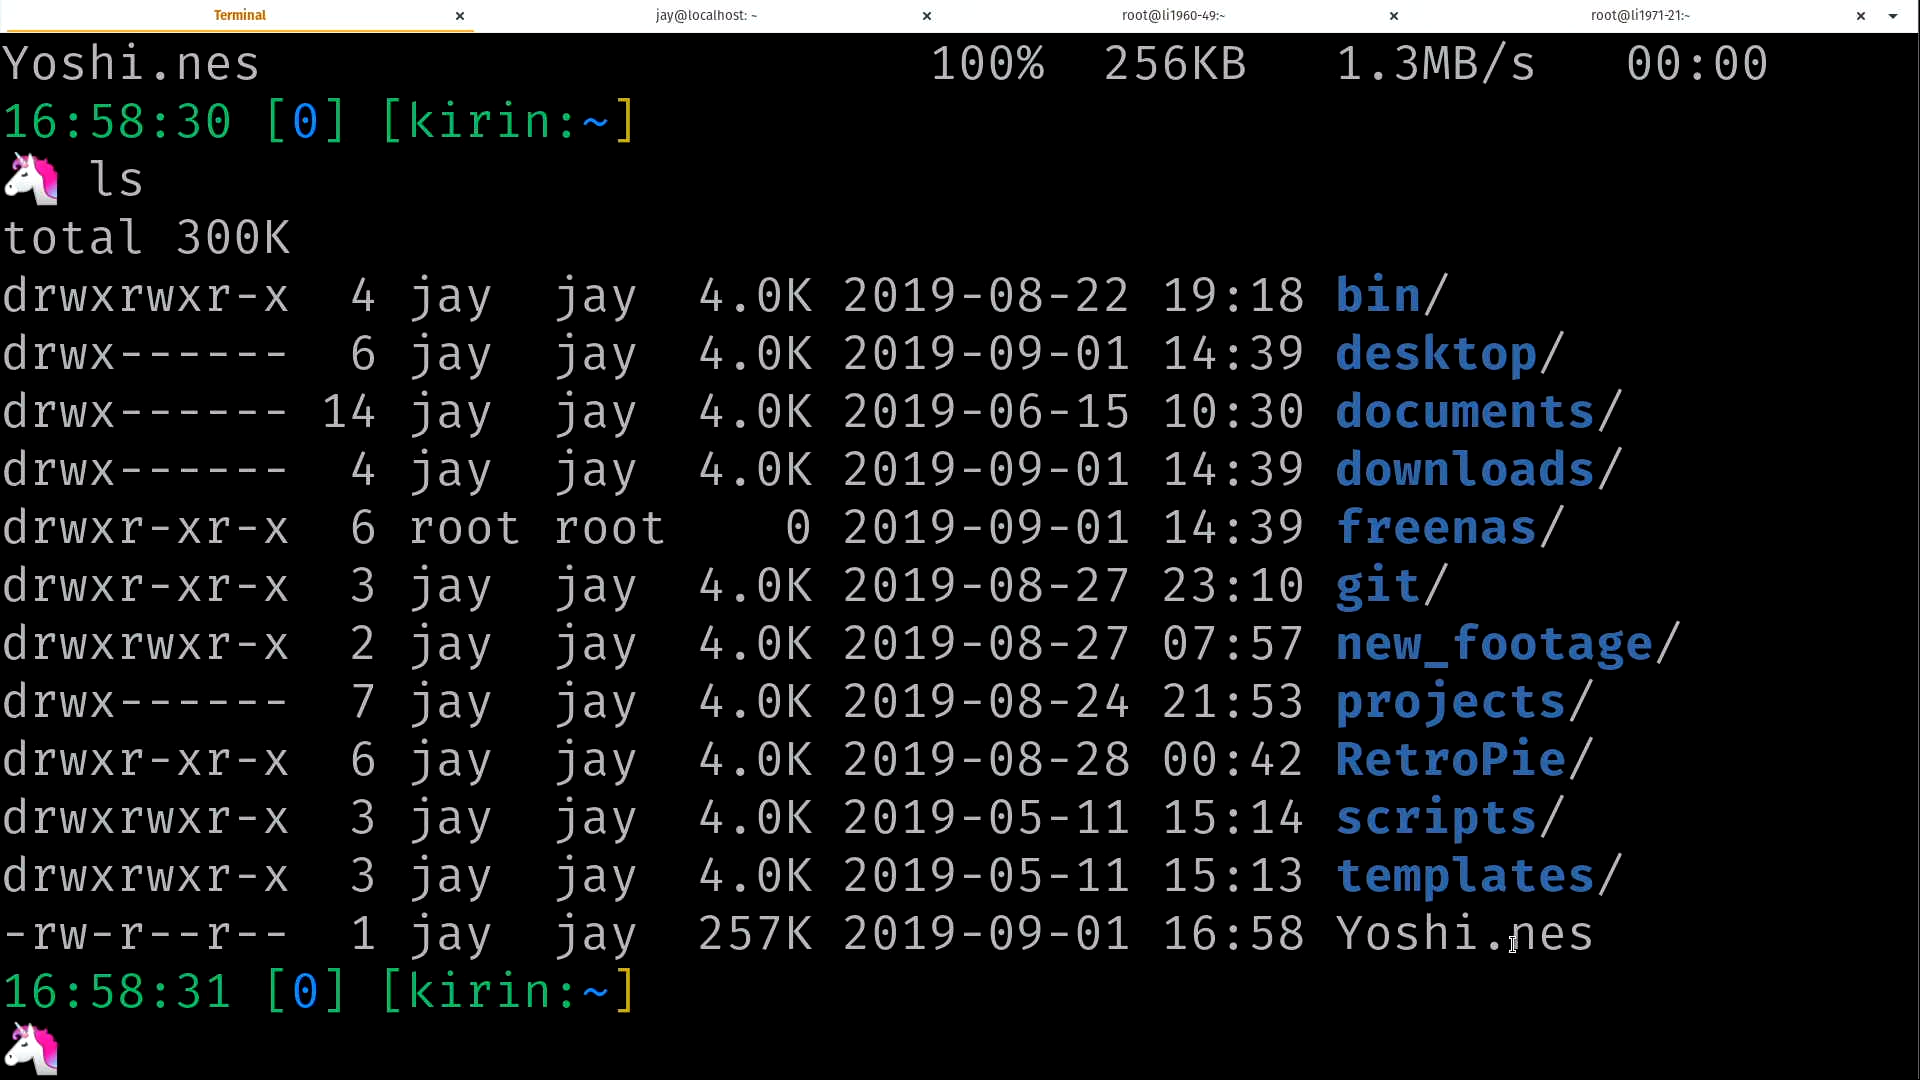 Terminal × jay@localhost: ~ × root@li1960-49:~ × root@li1971-21:~ ×
Yoshi.nes 100% 256KB 1.3MB/s 00:00
16:58:30 [0] [kirin:~]
ls
total 300K
drwxrwxr-x 4 jay jay 4.0K 2019-08-22 19:18 bin/
drwx------ 6 jay jay 4.0K 2019-09-01 14:39 desktop/
drwx------ 14 jay jay 4.0K 2019-06-15 10:30 documents/
drwx------ 4 jay jay 4.0K 2019-09-01 14:39 downloads/
drwxr-xr-x 6 root root 0 2019-09-01 14:39 freenas/
drwxr-xr-x 3 jay jay 4.0K 2019-08-27 23:10 git/
drwxrwxr-x 2 jay jay 4.0K 2019-08-27 07:57 new_footage/
drwx------ 7 jay jay 4.0K 2019-08-24 21:53 projects/
drwxr-xr-x 6 jay jay 4.0K 2019-08-28 00:42 RetroPie/
drwxrwxr-x 3 jay jay 4.0K 2019-05-11 15:14 scripts/
drwxrwxr-x 3 jay jay 4.0K 2019-05-11 15:13 templates/
-rw-r--r-- 1 jay jay 257K 2019-09-01 16:58 Yoshi.nes
16:58:31 [0] [kirin:~]